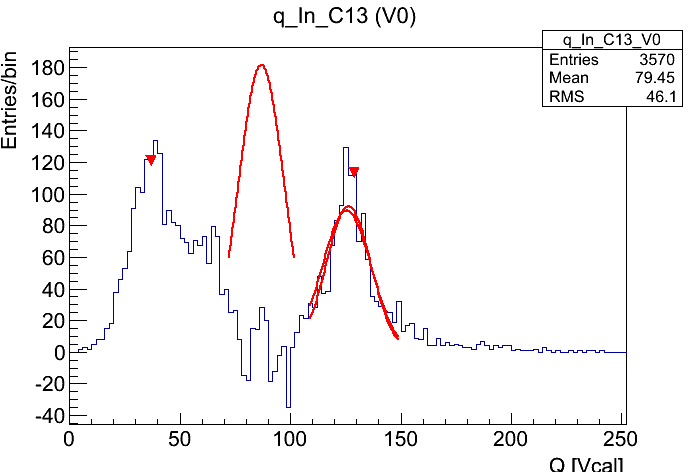 q_In_C13 (V0)
q_In_C13_V0
Entries 3570
Mean 79.45
RMS 46.1
Entries/bin
180
160
140
120
100
80
60
40
20
0
-20
-40
0 50 100 150 200 250
Q [Vcal]